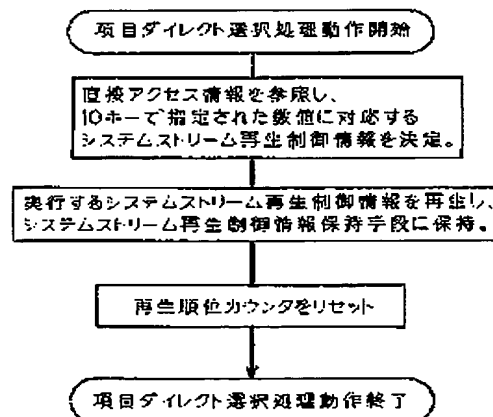 項目ダイレクト選択処理動作開始
直接アクセス情報を参照し、
10キーで指定された数値に対応する
システムストリーム再生制御情報を決定。
実行するシステムストリーム再生制御情報を再生し、
システムストリーム再生制御情報保持手段に保持。
再生順位カウンタをリセット
項目ダイレクト選択処理動作終了